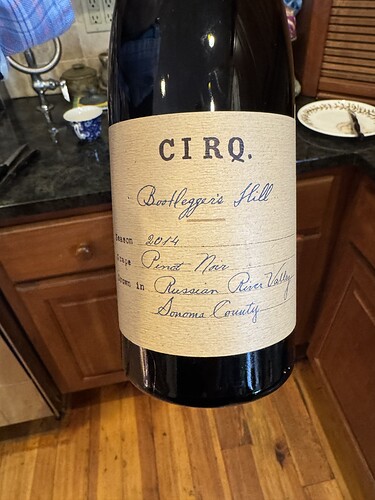 CIRQ.
Bootlegger's Hill
Season 2014
Grape Pinot Noir
Grown in Russian River Valley
Sonoma County